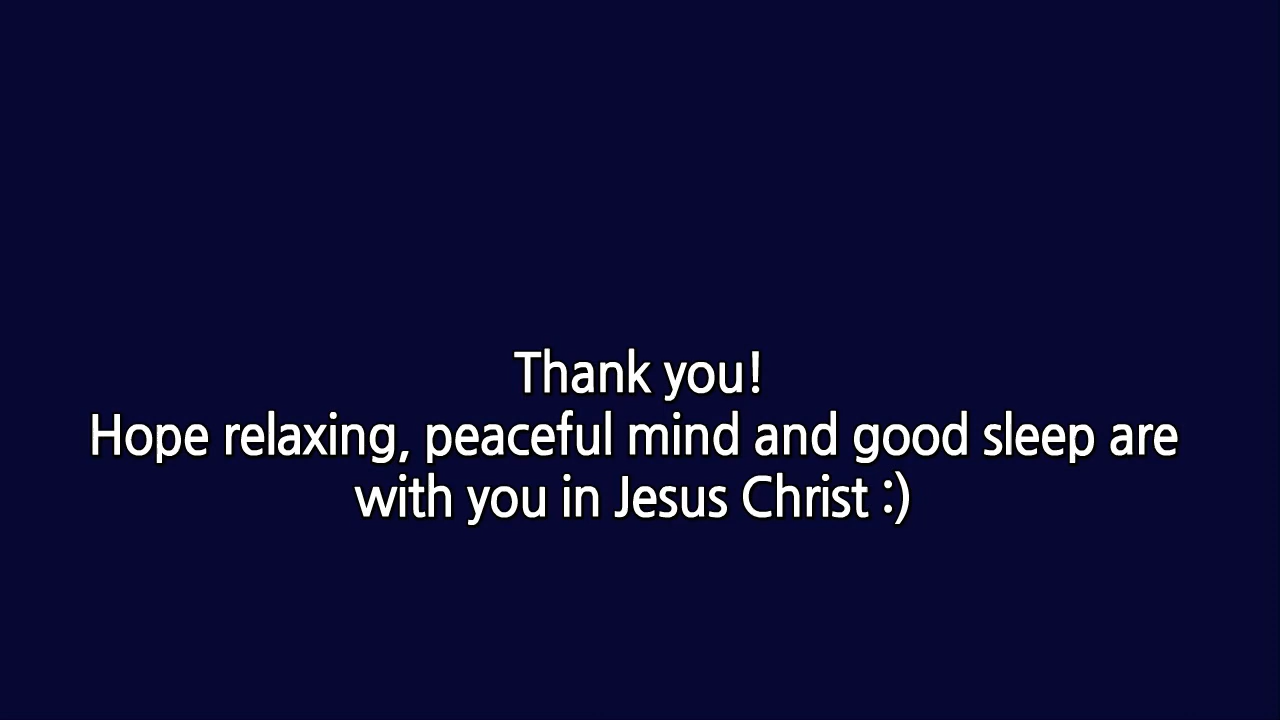 Thank you!
Hope relaxing, peaceful mind and good sleep are
with you in Jesus Christ :)